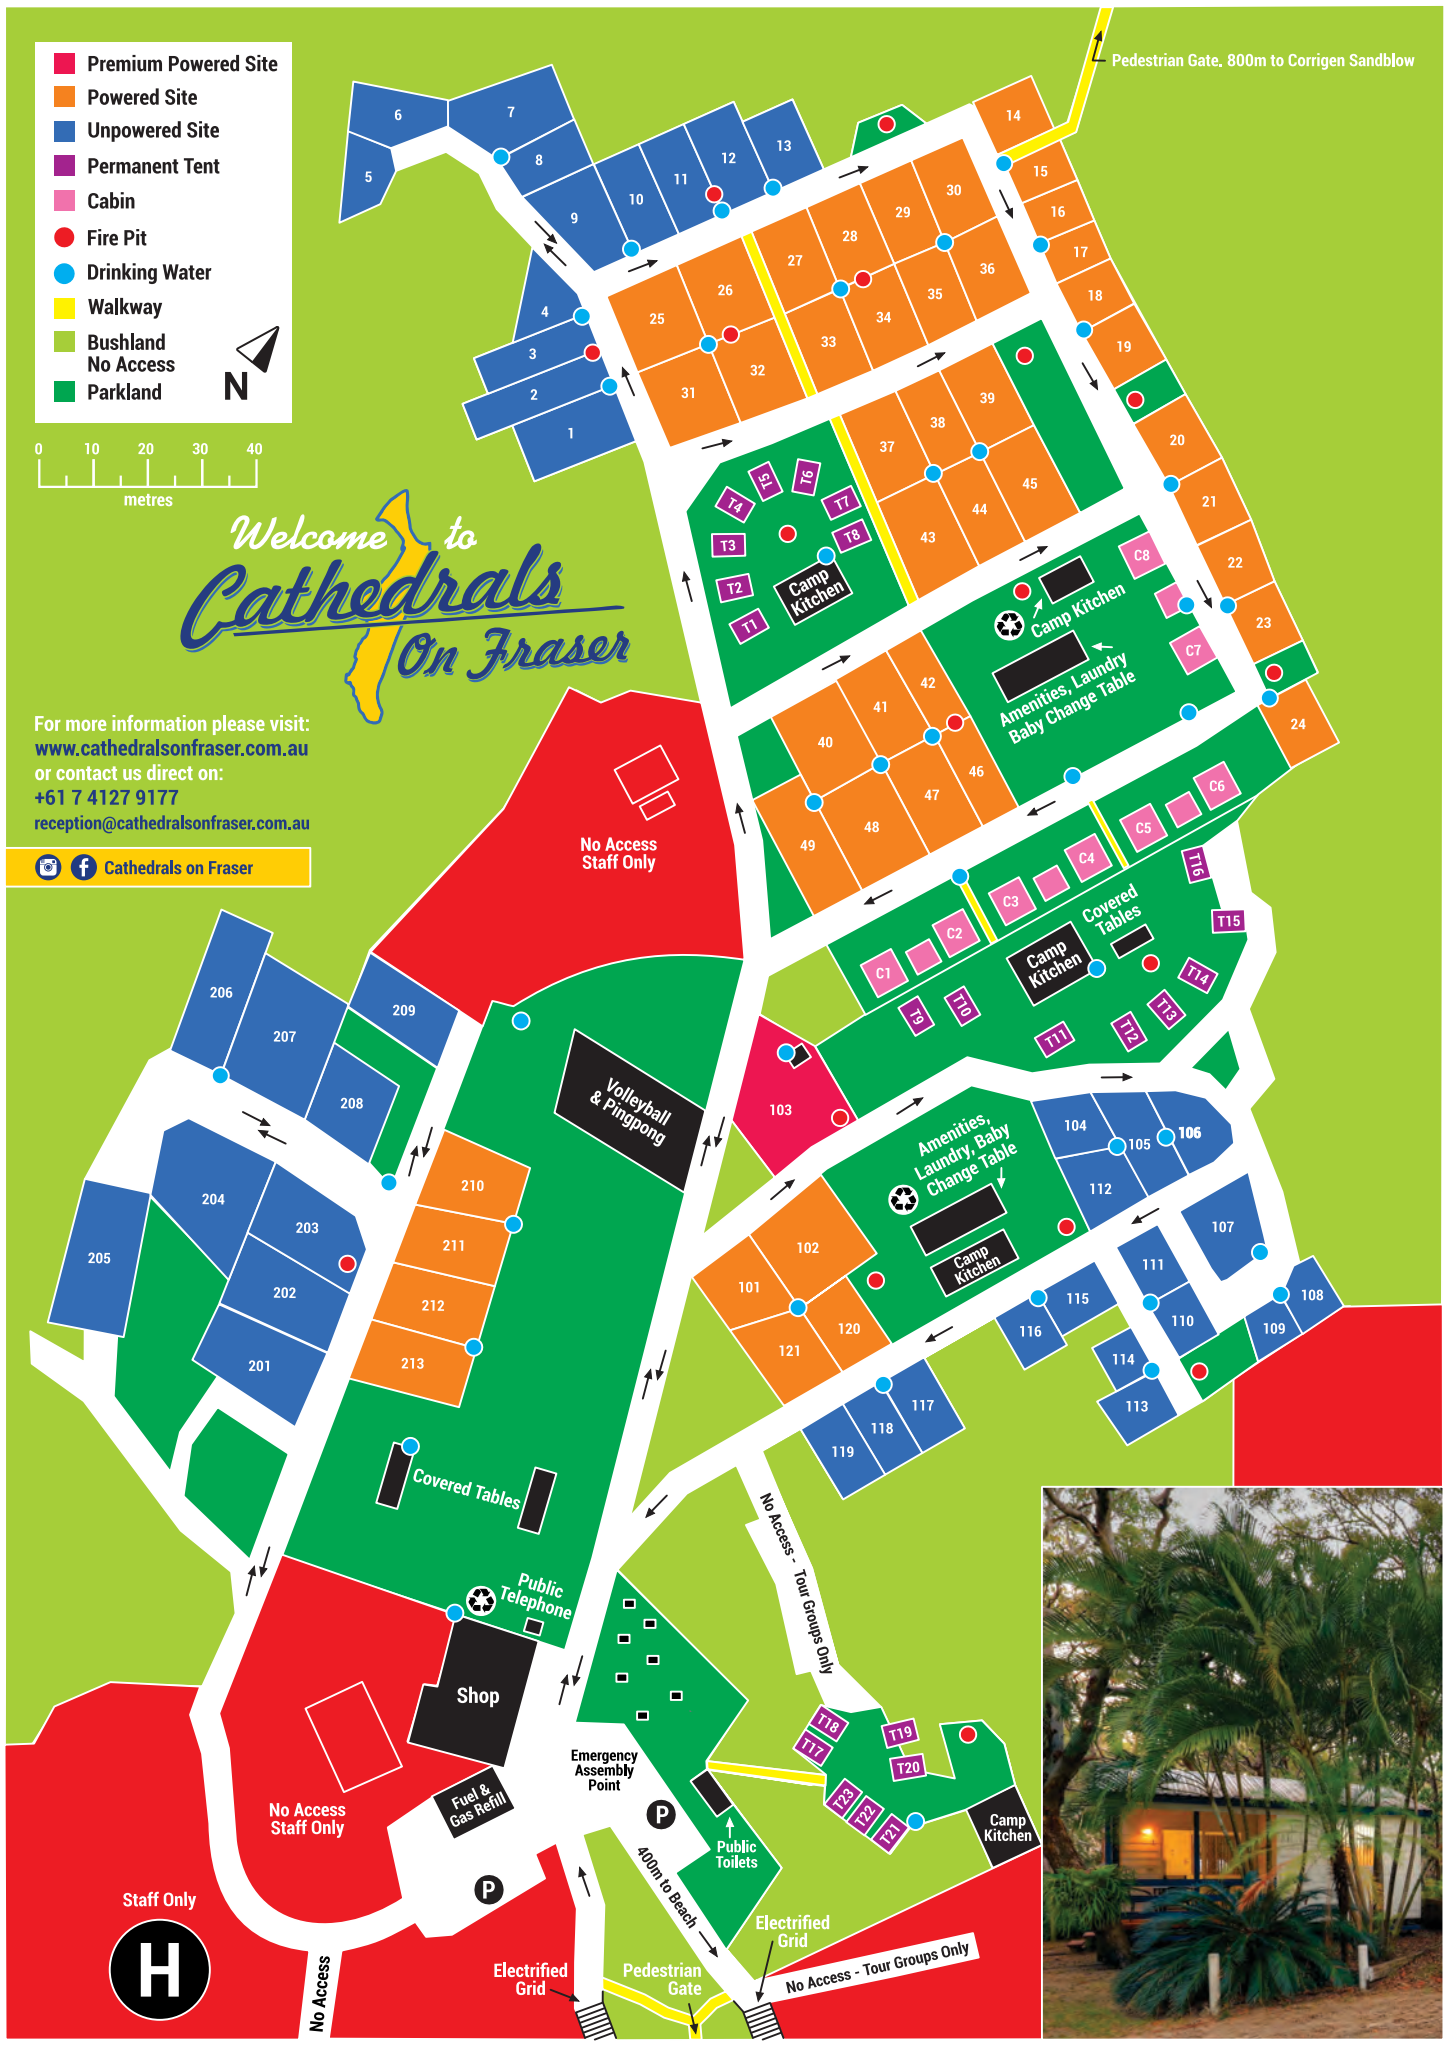 Premium Powered Site
Powered Site
Unpowered Site
Permanent Tent
Cabin
Fire Pit
Drinking Water
Walkway
Bushland
No Access
Parkland
N
0 10 20 30 40
metres
Welcome to
Cathedrals
On Fraser
For more information please visit:
www.cathedralsonfraser.com.au
or contact us direct on:
+61 7 4127 9177
reception@cathedralsonfraser.com.au
Cathedrals on Fraser
Pedestrian Gate. 800m to Corrigen Sandblow
6
7
5
8
9
10
11
12
13
14
15
16
17
18
19
20
21
22
23
24
4
3
2
1
25
26
27
28
29
30
31
32
33
34
35
36
37
38
39
43
44
45
T5
T6
T4
T7
T3
T8
T2
T1
Camp
Kitchen
C8
Camp Kitchen
C7
Amenities, Laundry
Baby Change Table
40
41
42
46
47
48
49
C6
C5
C4
C3
C2
C1
No Access
Staff Only
T16
T15
Covered
Tables
Camp
Kitchen
T14
T13
T12
T11
T10
T9
206
207
209
208
204
203
205
202
201
210
211
212
213
Volleyball
& Pingpong
103
Amenities,
Laundry, Baby
Change Table
Camp
Kitchen
104
105
106
112
107
111
110
108
109
102
101
120
121
115
116
114
113
117
118
119
Covered Tables
Public
Telephone
Shop
No Access - Tour Groups Only
T18
T17
T19
T20
T23
T22
T21
Camp
Kitchen
Emergency
Assembly
Point
Fuel &
Gas Refill
P
P
Public
Toilets
400m to Beach
No Access
Staff Only
Staff Only
H
No Access
Electrified
Grid
Pedestrian
Gate
Electrified
Grid
No Access - Tour Groups Only